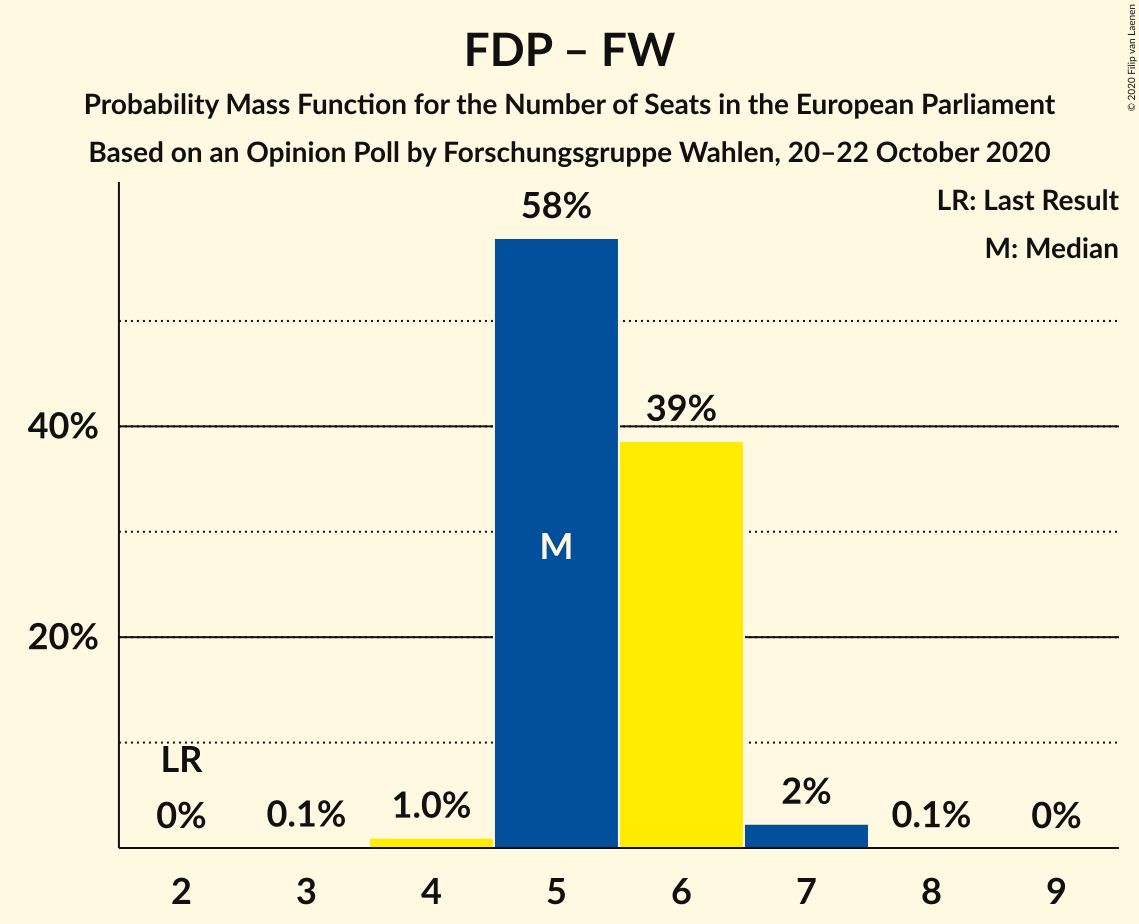 FDP – FW
Probability Mass Function for the Number of Seats in the European Parliament
Based on an Opinion Poll by Forschungsgruppe Wahlen, 20–22 October 2020
© 2020 Filip van Laenen
LR: Last Result
M: Median
58%
39%
40%
M
20%
LR
0%
0.1%
1.0%
2%
0.1%
0%
2
3
4
5
6
7
8
9